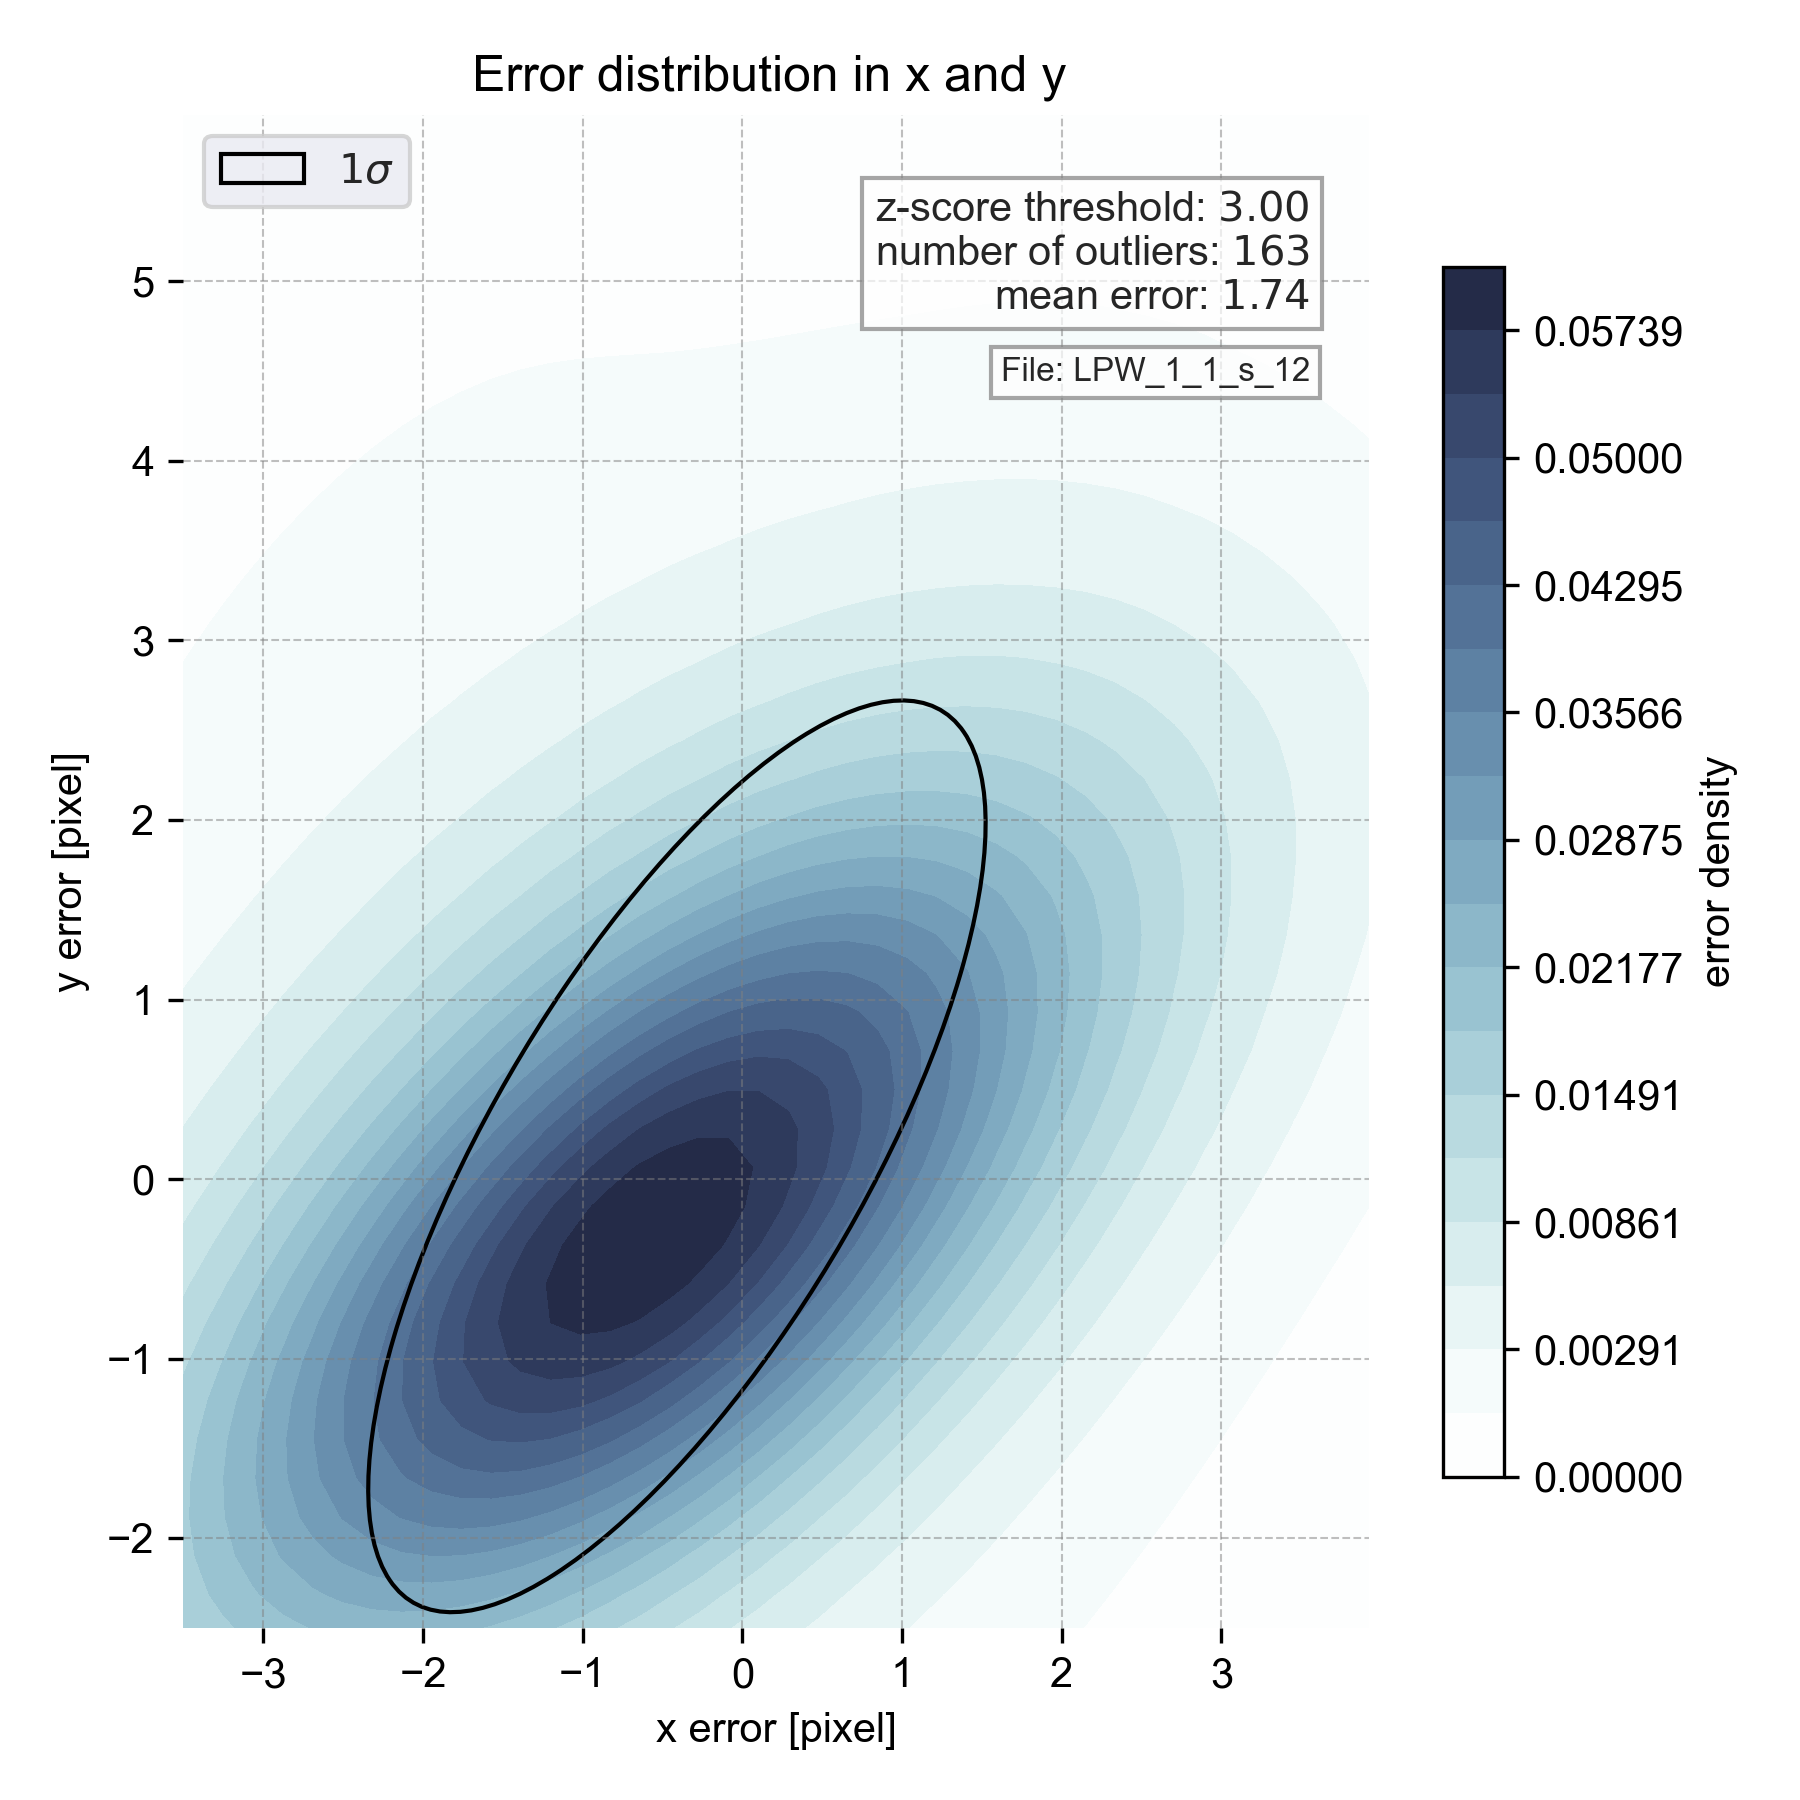 Error distribution in x and y
1σ
z-score threshold: 3.00
number of outliers: 163
mean error: 1.74
File: LPW_1_1_s_12
y error [pixel]
5
4
3
2
1
0
−1
−2
−3 −2 −1 0 1 2 3
x error [pixel]
0.05739
0.05000
0.04295
0.03566
0.02875
0.02177
0.01491
0.00861
0.00291
0.00000
error density